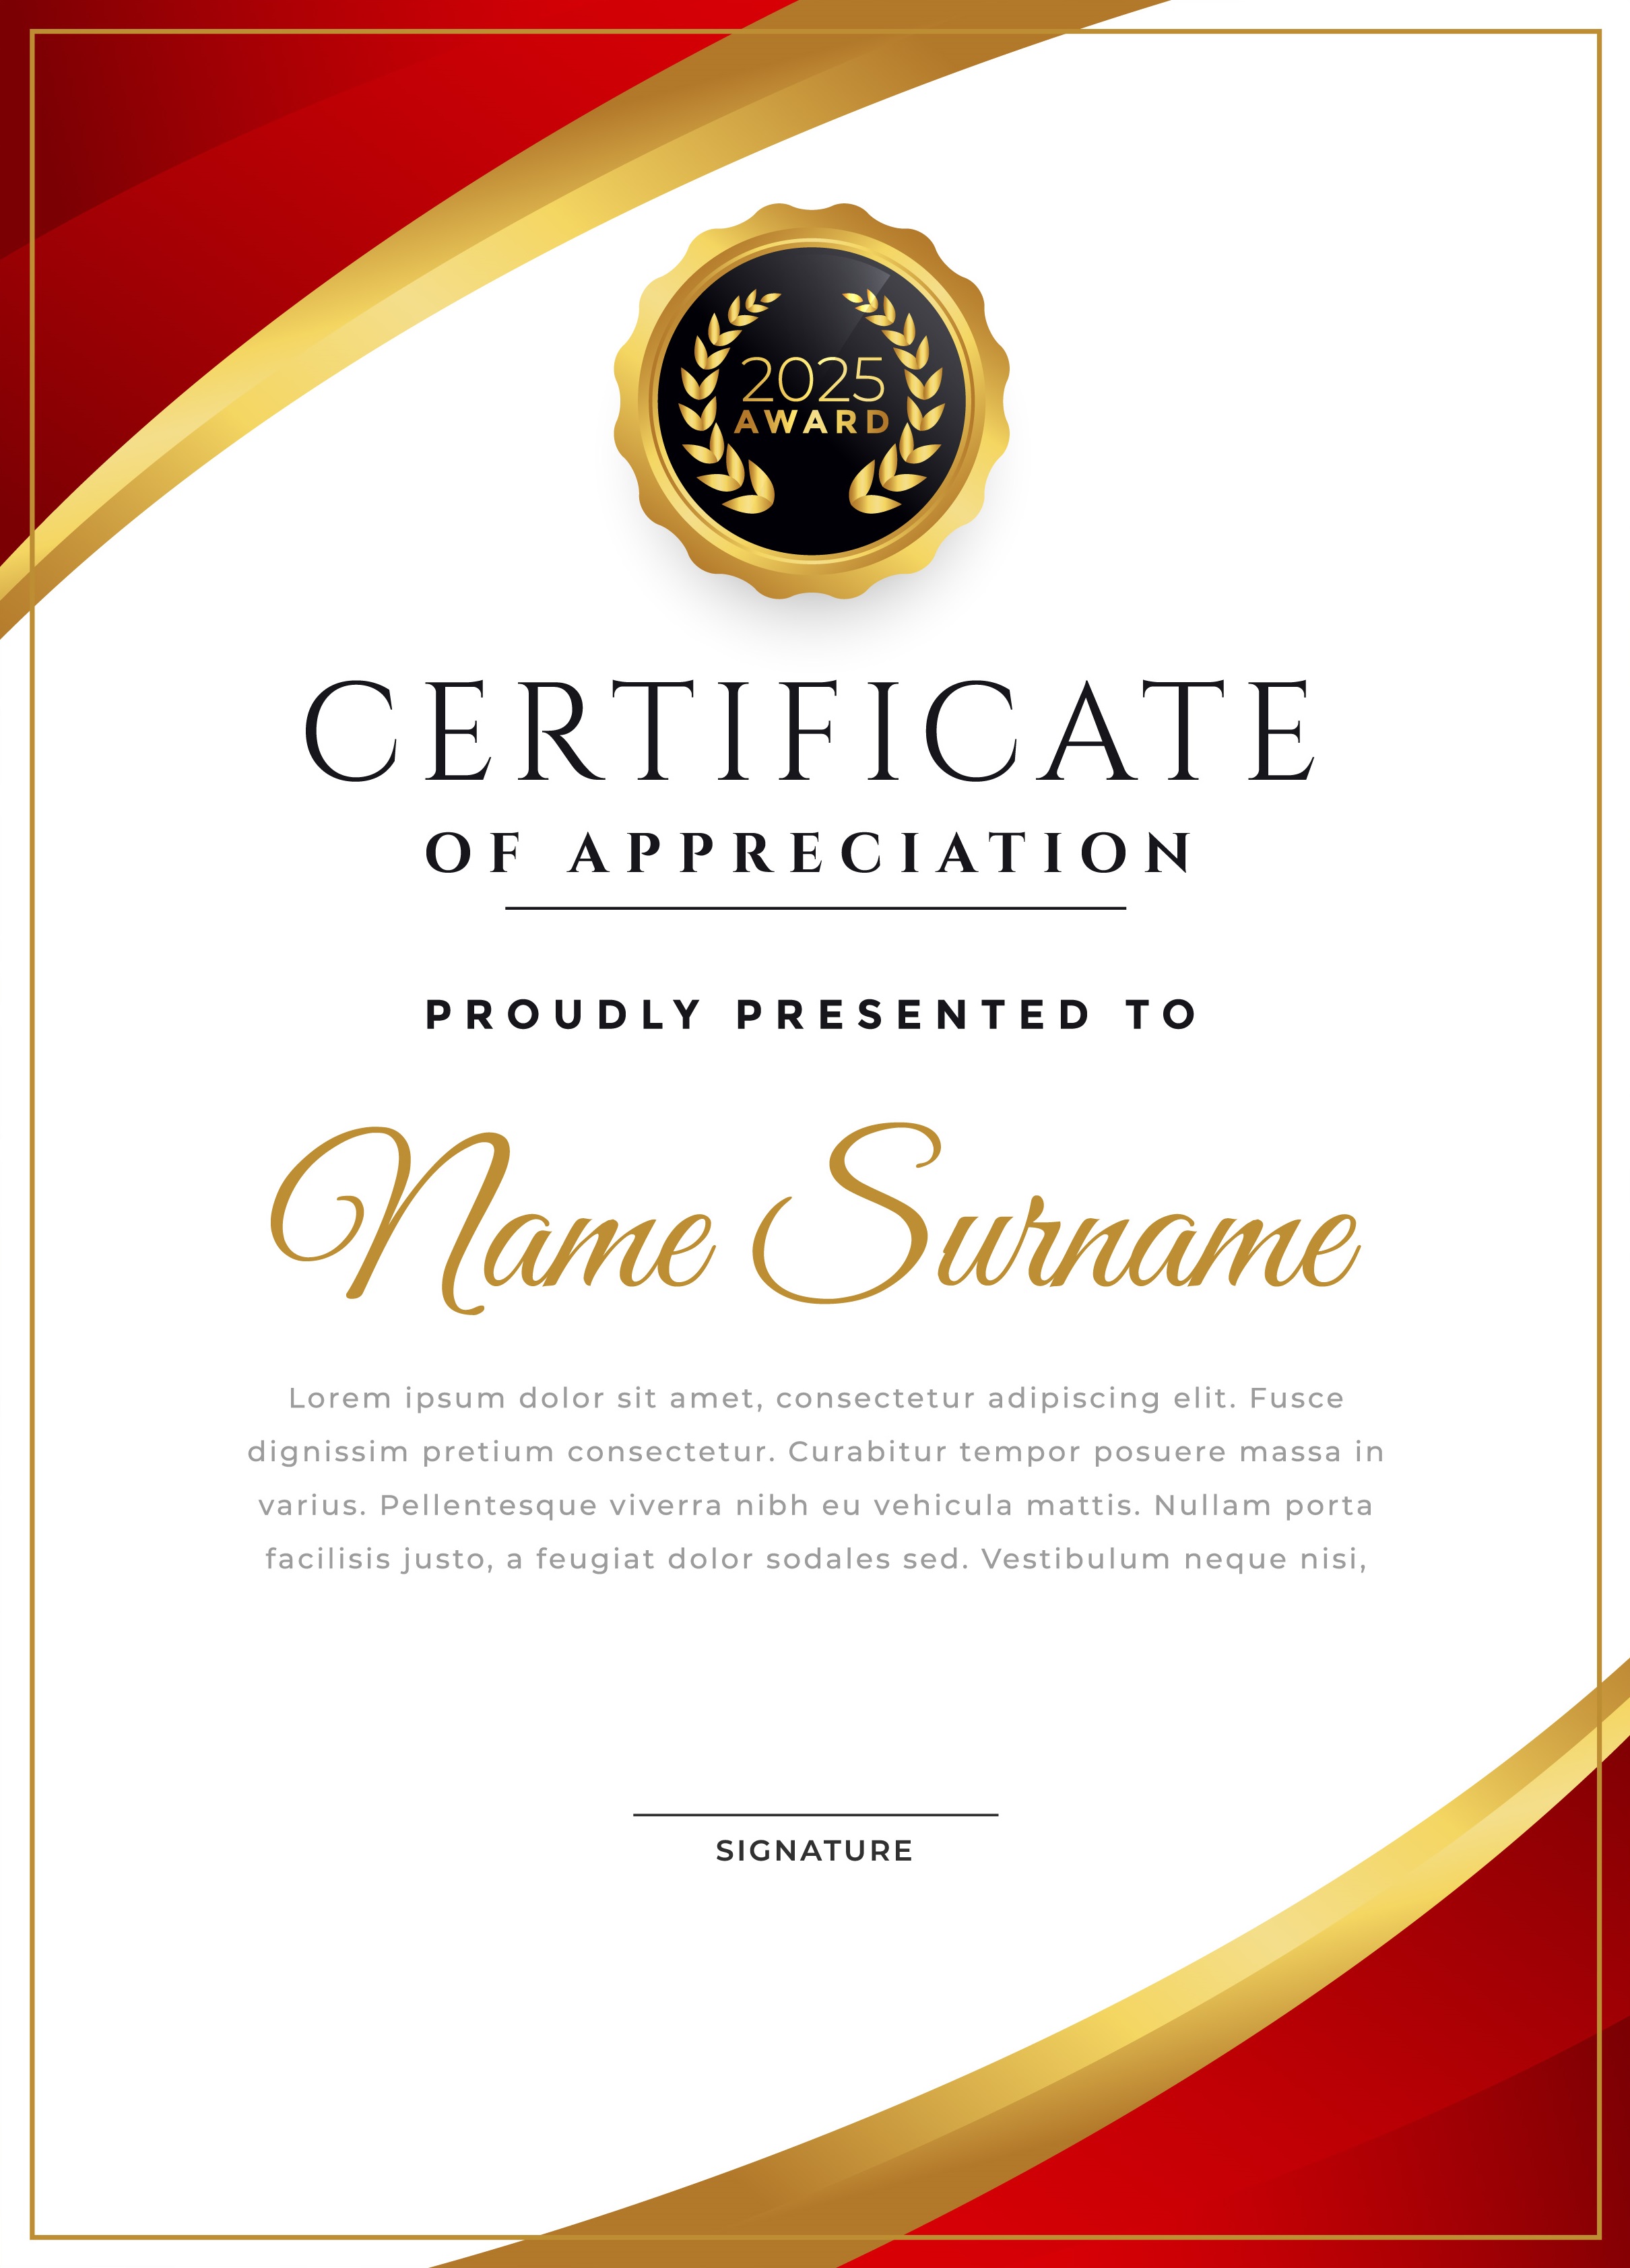 2025
AWARD
CERTIFICATE
OF APPRECIATION
PROUDLY PRESENTED TO
Name Surname
Lorem ipsum dolor sit amet, consectetur adipiscing elit. Fusce
dignissim pretium consectetur. Curabitur tempor posuere massa in
varius. Pellentesque viverra nibh eu vehicula mattis. Nullam porta
facilisis justo, a feugiat dolor sodales sed. Vestibulum neque nisi,
SIGNATURE